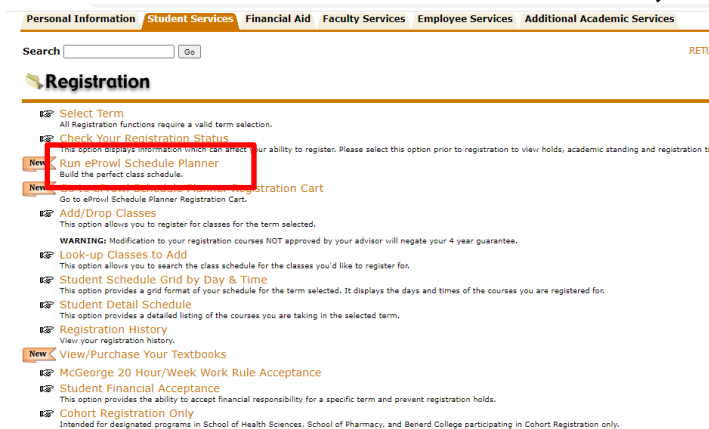 Personal Information Student Services Financial Aid Faculty Services Employee Services Additional Academic Services
Search Go
Registration
Select Term
All Registration functions require a valid term selection.
Check Your Registration Status
This option displays information which can affect your ability to register. Please select this option prior to registration to view holds, academic standing and registration
New Run eProwl Schedule Planner
Build the perfect class schedule.
New Go to eProwl Schedule Planner Registration Cart
Go to eProwl Schedule Planner Registration Cart.
Add/Drop Classes
This option allows you to register for classes for the term selected.
WARNING: Modification to your registration courses NOT approved by your advisor will negate your 4 year guarantee.
Look-up Classes to Add
This option allows you to search the class schedule for the classes you'd like to register for.
Student Schedule Grid by Day & Time
This option provides a grid format of your schedule for the term selected. It displays the days and times of the courses you are registered for.
Student Detail Schedule
This option provides a detailed listing of the courses you are taking in the selected term.
Registration History
View your registration history.
New View/Purchase Your Textbooks
McGeorge 20 Hour/Week Work Rule Acceptance
Student Financial Acceptance
This option provides the ability to accept financial responsibility for a specific term and prevent registration holds.
Cohort Registration Only
Intended for designated programs in School of Health Sciences, School of Pharmacy, and Benerd College participating in Cohort Registration only.